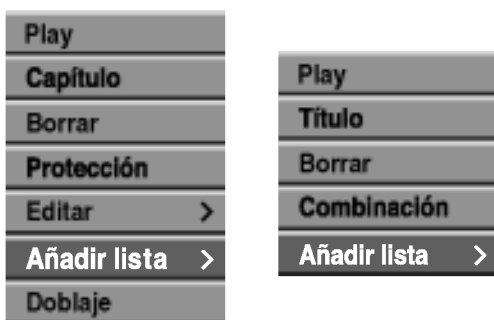 Play
Capítulo
Borrar
Protección
Editar >
Añadir lista >
Doblaje
Play
Título
Borrar
Combinación
Añadir lista >